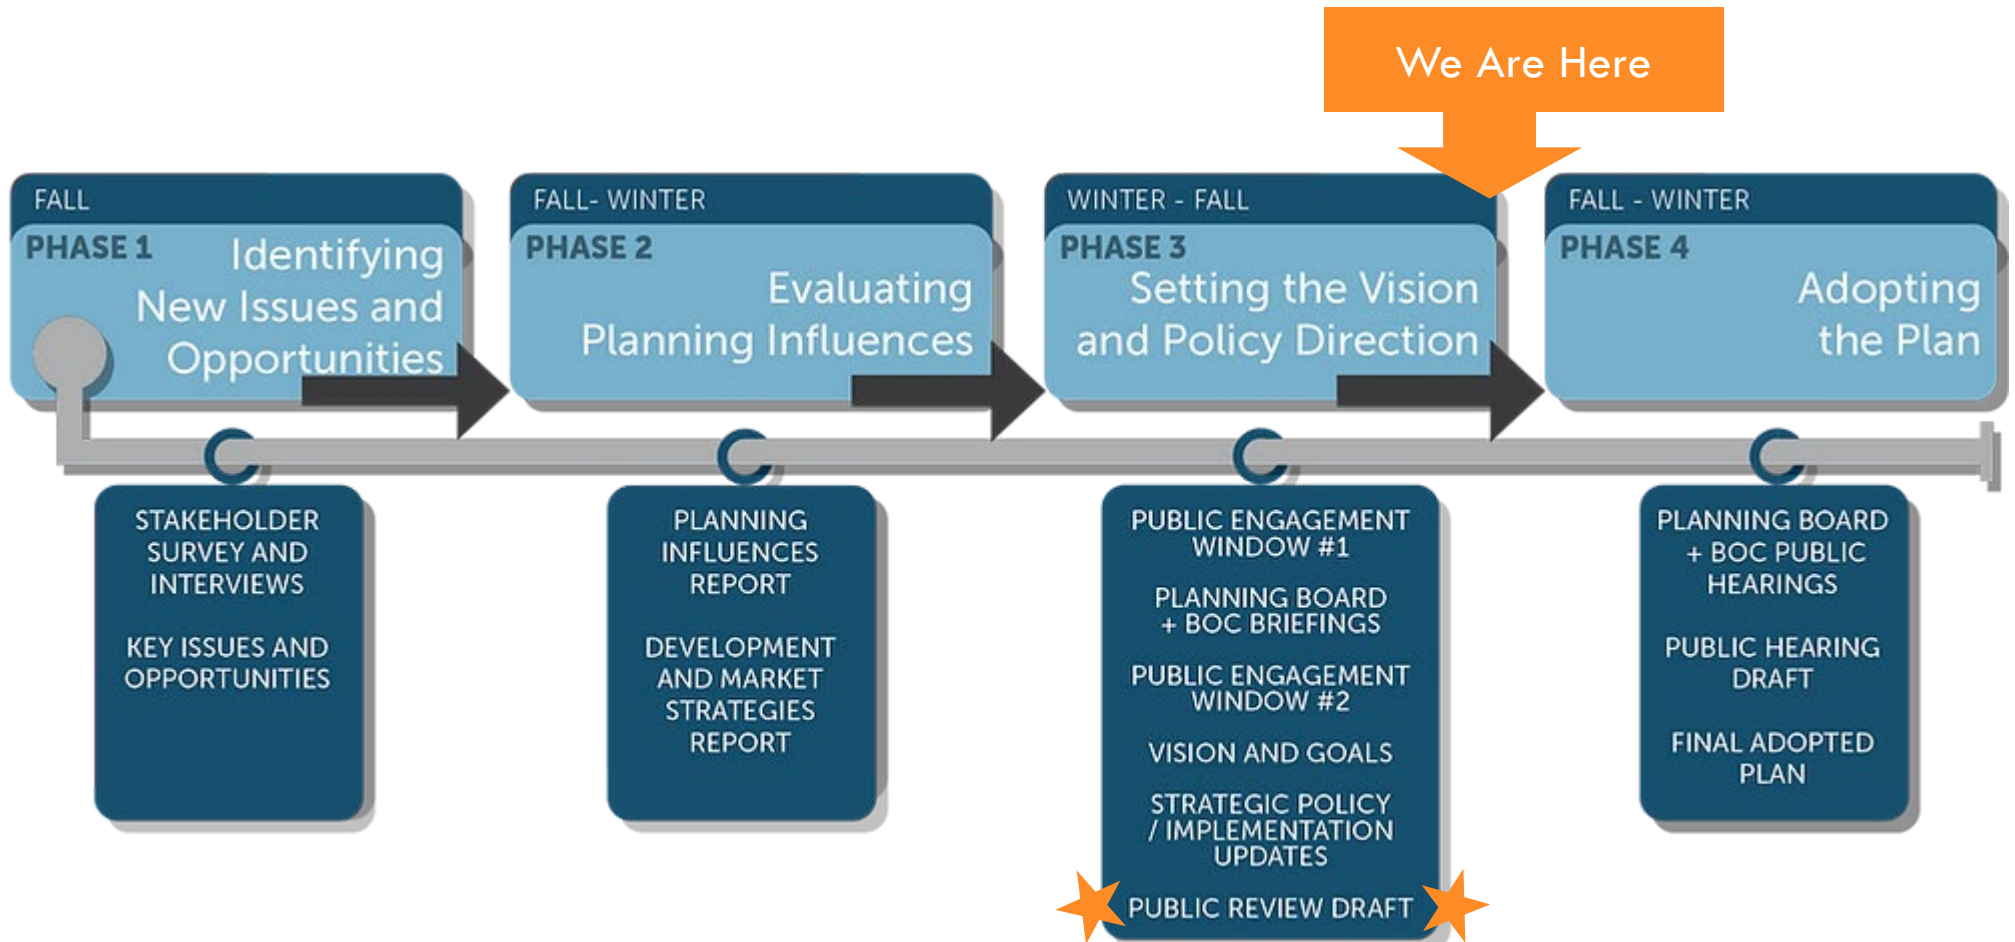 We Are Here
FALL
PHASE 1
Identifying
New Issues and
Opportunities
FALL- WINTER
PHASE 2
Evaluating
Planning Influences
WINTER - FALL
PHASE 3
Setting the Vision
and Policy Direction
FALL - WINTER
PHASE 4
Adopting
the Plan
STAKEHOLDER
SURVEY AND
INTERVIEWS
KEY ISSUES AND
OPPORTUNITIES
PLANNING
INFLUENCES
REPORT
DEVELOPMENT
AND MARKET
STRATEGIES
REPORT
PUBLIC ENGAGEMENT
WINDOW #1
PLANNING BOARD
+ BOC BRIEFINGS
PUBLIC ENGAGEMENT
WINDOW #2
VISION AND GOALS
STRATEGIC POLICY
/ IMPLEMENTATION
UPDATES
PUBLIC REVIEW DRAFT
PLANNING BOARD
+ BOC PUBLIC
HEARINGS
PUBLIC HEARING
DRAFT
FINAL ADOPTED
PLAN